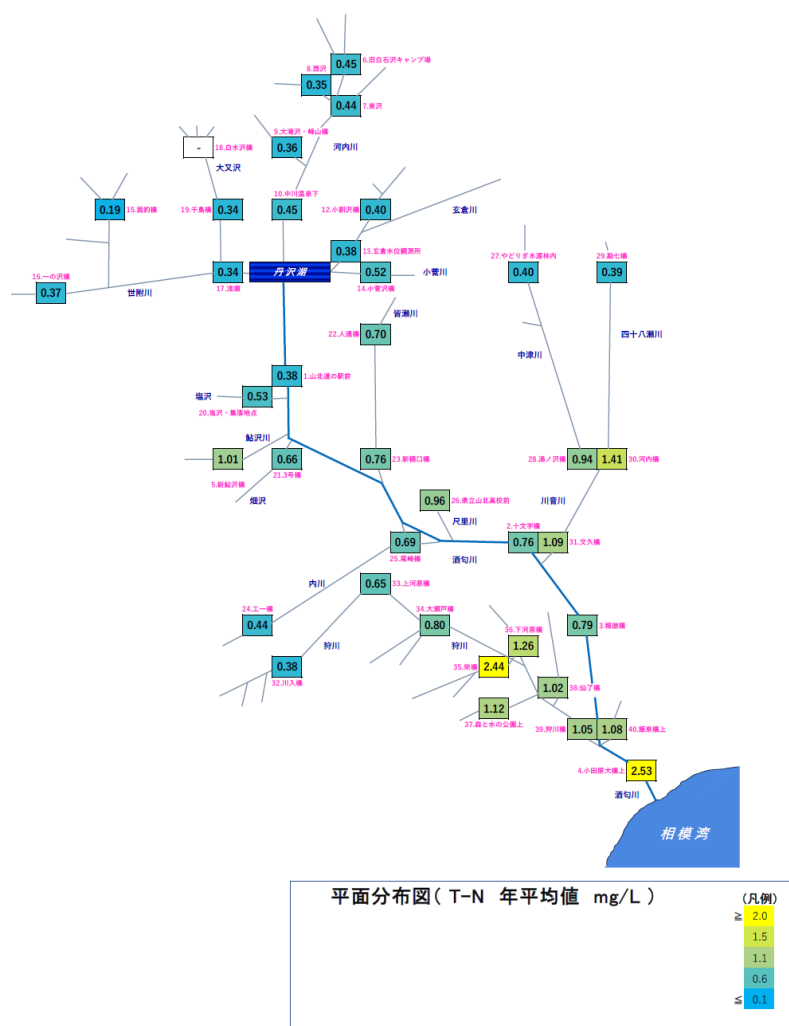 0.45
6.旧白石沢キャンプ場
8.西沢
0.35
0.44
7.東沢
9.大滝沢・峰山橋
0.36
河内川
-
18.白水沢橋
大又沢
10.中川温泉下
0.19
15.
19.千鳥橋
0.34
0.45
12.小割沢橋
0.40
玄倉川
13.玄倉水位観測所
0.38
27.やどりき水源林内
29.勘七橋
16.一の沢橋
0.37
世附川
0.34
17.浅瀬
丹沢湖
0.52
小菅川
14.小菅沢橋
0.40
0.39
皆瀬川
22.人遠橋
0.70
四十八瀬川
中津川
0.38
1.山北道の駅前
塩沢
0.53
20.塩沢・集落地点
鮎沢川
1.01
5.新鮎沢橋
0.66
21.3号橋
畑沢
0.76
23.新樋口橋
28.湯ノ沢橋
0.94
1.41
30.河内橋
0.96
26.県立山北高校前
尺里川
川音川
2.十文字橋
0.69
25.尾崎橋
酒匂川
0.76
1.09
31.文久橋
内川
0.65
33.上河原橋
24.工一橋
0.44
34.大瀬戸橋
0.80
狩川
狩川
36.下河原橋
1.26
0.79
3.報徳橋
0.38
32.川入橋
35.栄橋
2.44
1.02
38.仙了橋
1.12
37.森と水の公園上
39.狩川橋
1.05
1.08
40.飯泉橋上
4.小田原大橋上
2.53
酒匂川
相模湾
平面分布図( T-N 年平均値 mg/L )
(凡例)
≧ 2.0
1.5
1.1
0.6
≦ 0.1